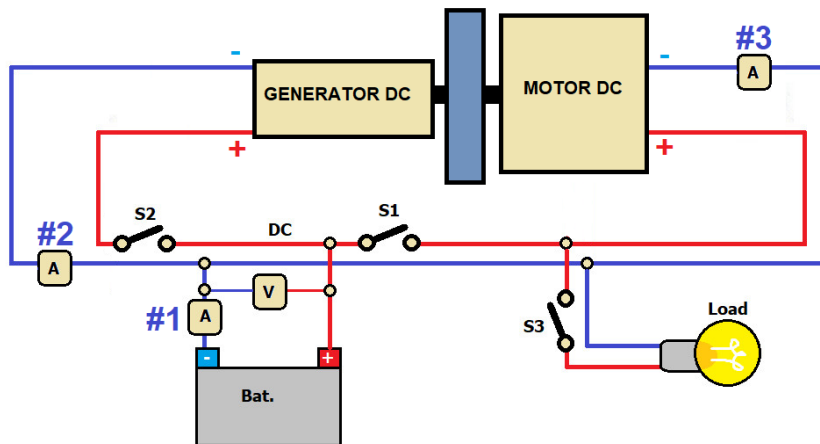 #3
-
-
A
GENERATOR DC
MOTOR DC
+
+
S2
DC
S1
#2
A
V
#1
A
S3
Load
-
+
Bat.